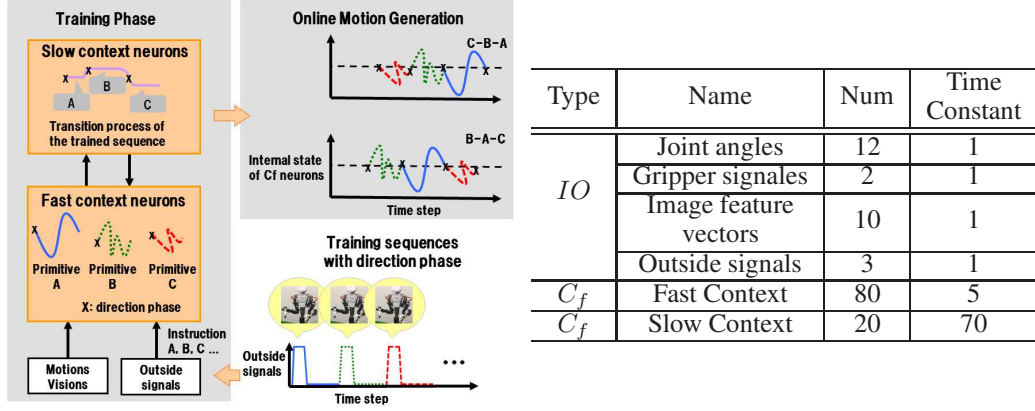 Training Phase
Slow context neurons
x
x
x
A
B
C
Transition process of
the trained sequence
Fast context neurons
x
x
x
Primitive
A
Primitive
B
Primitive
C
X: direction phase
Instruction
A, B, C ...
Motions
Visions
Outside
signals
Online Motion Generation
C-B-A
x
x
x
x
B-A-C
Internal state
of Cf neurons
x
x
x
x
Time step
Training sequences
with direction phase
Outside
signals
...
Time step
Type Name Num Time
Constant
IO
Joint angles 12 1
Gripper signales 2 1
Image feature
vectors 10 1
Outside signals 3 1
C_f Fast Context 80 5
C_f Slow Context 20 70